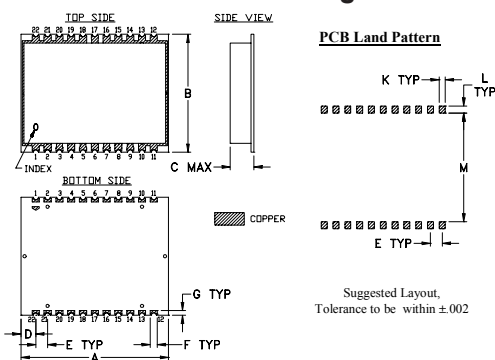 TOP SIDE
22 21 20 19 18 17 16 15 14 13 12
B
INDEX
1 2 3 4 5 6 7 8 9 10 11
SIDE VIEW
C MAX
BOTTOM SIDE
1 2 3 4 5 6 7 8 9 10 11
COPPER
G TYP
22 21 20 19 18 17 16 15 14 13 12
D
E TYP
F TYP
A
PCB Land Pattern
K TYP
L
TYP
M
E TYP
Suggested Layout,
Tolerance to be within ±.002